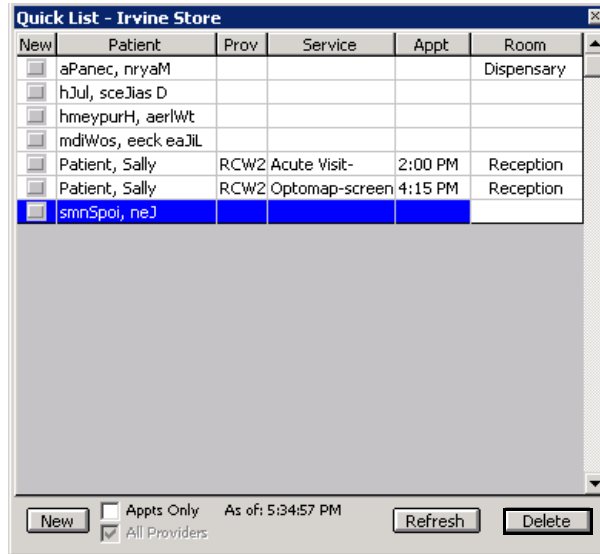 Quick List - Irvine Store
New Patient Prov Service Appt Room
aPanec, nryaM Dispensary
hJul, sceJias D
hmeypurH, aerlWt
mdiWos, eeck eaJiL
Patient, Sally RCW2 Acute Visit- 2:00 PM Reception
Patient, Sally RCW2 Optomap-screen 4:15 PM Reception
smnSpoi, neJ
New Appts Only As of: 5:34:57 PM Refresh Delete
All Providers